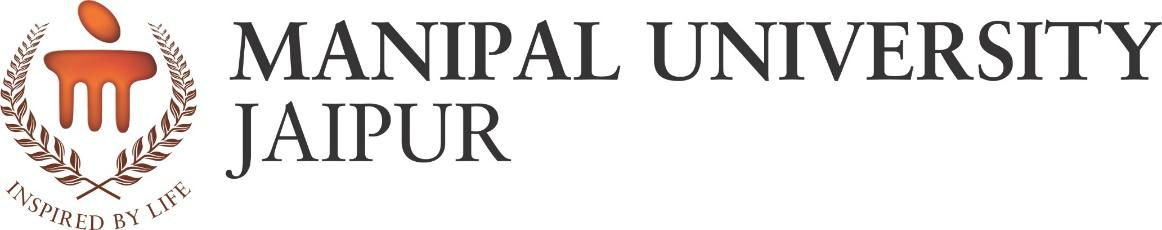 MANIPAL UNIVERSITY
JAIPUR
INSPIRED BY LIFE